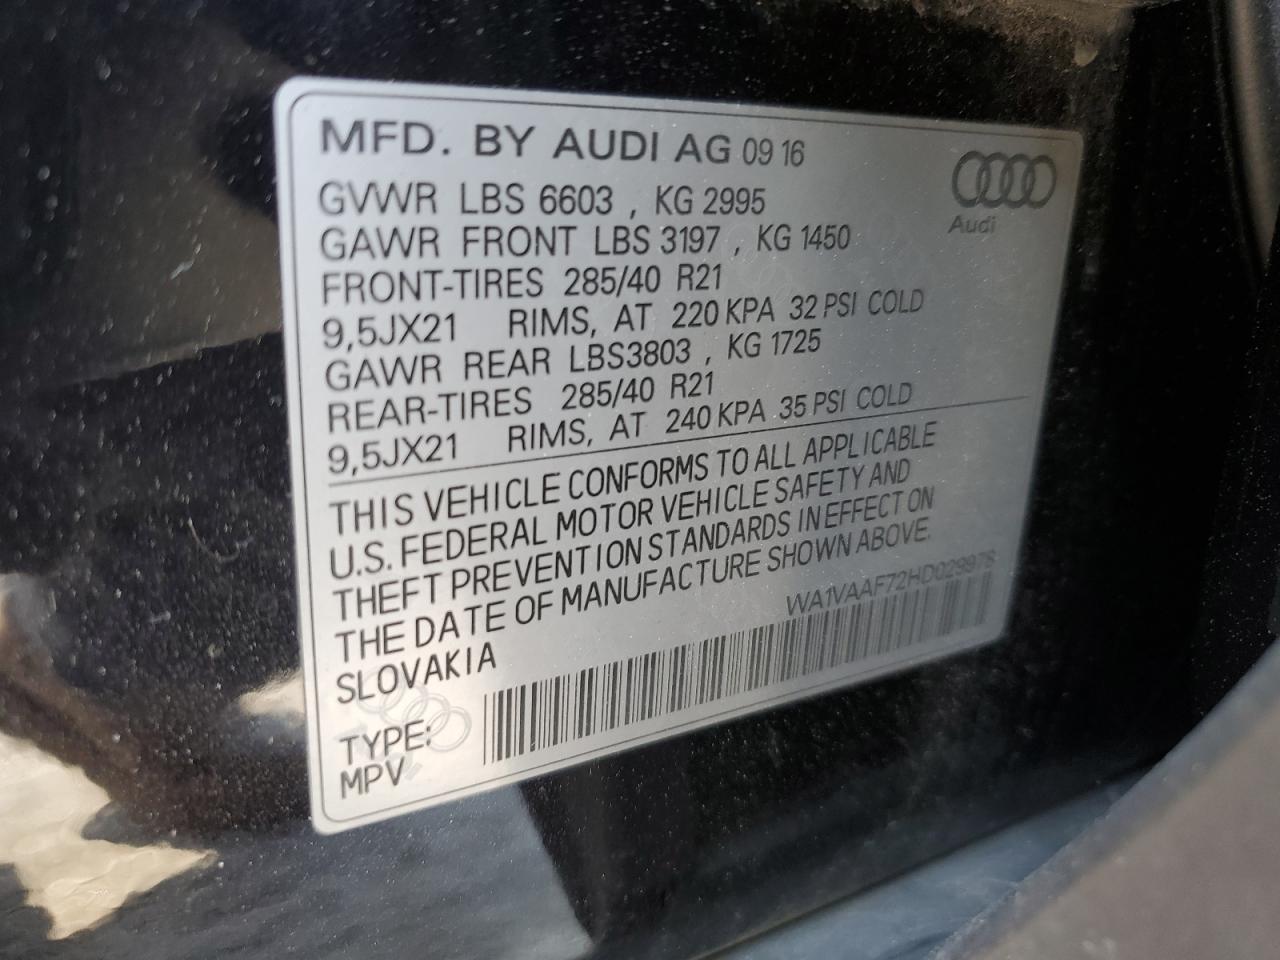 MFD. BY AUDI AG 09 16
GVWR LBS 6603 , KG 2995
GAWR FRONT LBS 3197 , KG 1450
FRONT-TIRES 285/40 R21
9,5JX21 RIMS, AT 220 KPA 32 PSI COLD
GAWR REAR LBS3803 , KG 1725
REAR-TIRES 285/40 R21
9,5JX21 RIMS, AT 240 KPA 35 PSI COLD
THIS VEHICLE CONFORMS TO ALL APPLICABLE
U.S. FEDERAL MOTOR VEHICLE SAFETY AND
THEFT PREVENTION STANDARDS IN EFFECT ON
THE DATE OF MANUFACTURE SHOWN ABOVE.
SLOVAKIA
WA1VAAF72HD029978
TYPE:
MPV
Audi